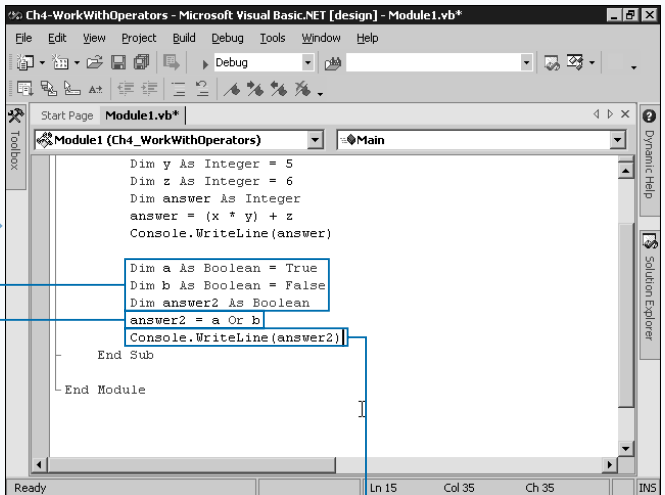 Ch4-WorkWithOperators - Microsoft Visual Basic.NET [design] - Module1.vb*
File Edit View Project Build Debug Tools Window Help
Debug
Start Page Module1.vb*
Module1 (Ch4_WorkWithOperators) Main
Toolbox
Dynamic Help
Solution Explorer
Dim y As Integer = 5
Dim z As Integer = 6
Dim answer As Integer
answer = (x * y) + z
Console.WriteLine(answer)
Dim a As Boolean = True
Dim b As Boolean = False
Dim answer2 As Boolean
answer2 = a Or b
Console.WriteLine(answer2)
End Sub
End Module
Ready Ln 15 Col 35 Ch 35 INS